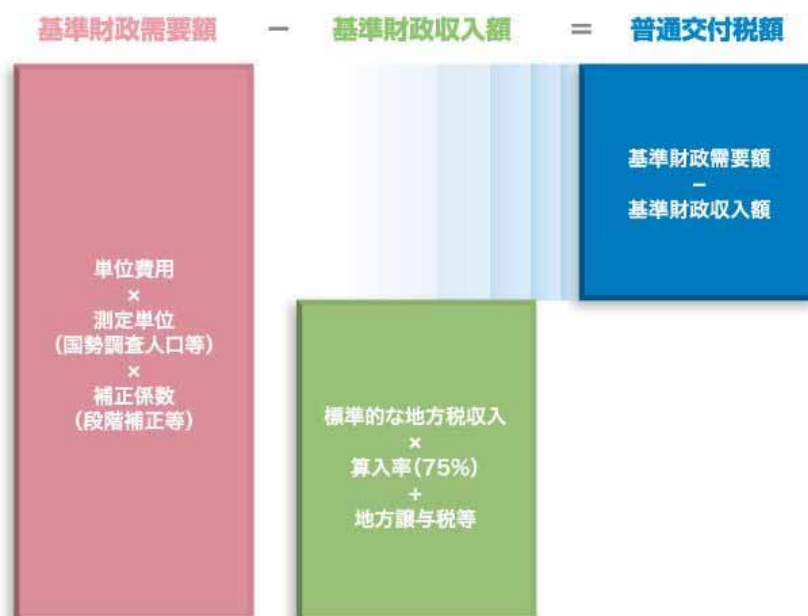 基準財政需要額 − 基準財政収入額 = 普通交付税額
単位費用
×
測定単位
(国勢調査人口等)
×
補正係数
(段階補正等)
標準的な地方税収入
×
算入率(75%)
+
地方譲与税等
基準財政需要額
−
基準財政収入額